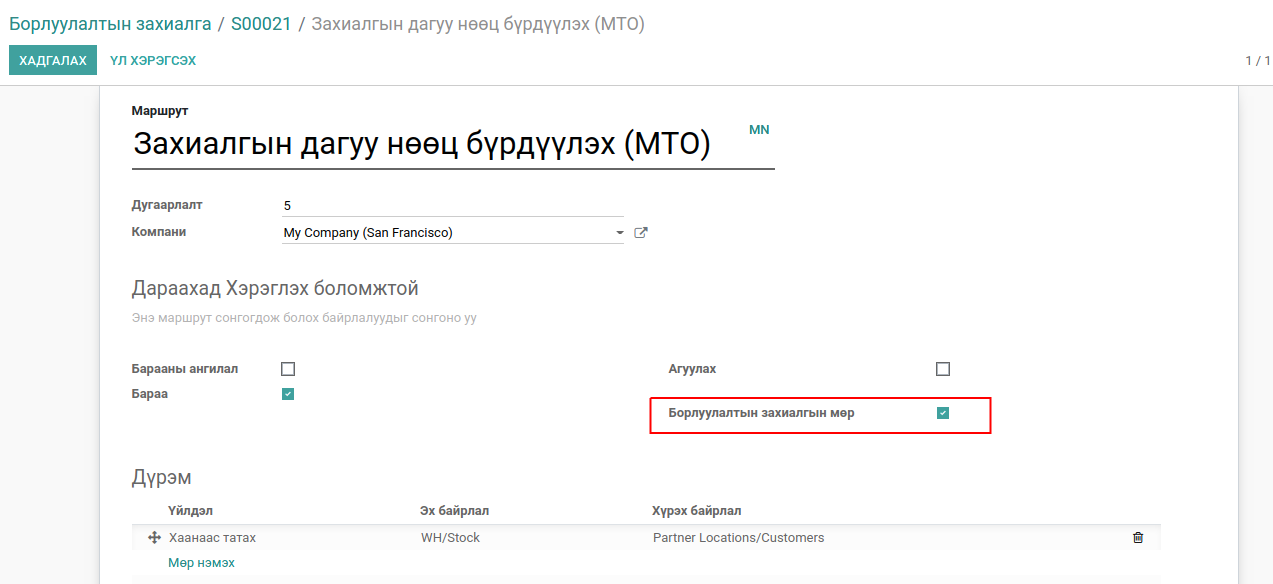 Борлуулалтын захиалга / S00021 / Захиалгын дагуу нөөц бүрдүүлэх (МТО)
ХАДГАЛАХ ҮЛ ХЭРЭГСЭХ 1 / 1
Маршрут
Захиалгын дагуу нөөц бүрдүүлэх (МТО) MN
Дугаарлалт 5
Компани My Company (San Francisco)
Дараахад Хэрэглэх боломжтой
Энэ маршрут сонгогдож болох байрлалуудыг сонгоно уу
Барааны ангилал Агуулах
Бараа
Борлуулалтын захиалгын мөр
Дүрэм
Үйлдэл Эх байрлал Хүрэх байрлал
Хаанаас татах WH/Stock Partner Locations/Customers
Мөр нэмэх